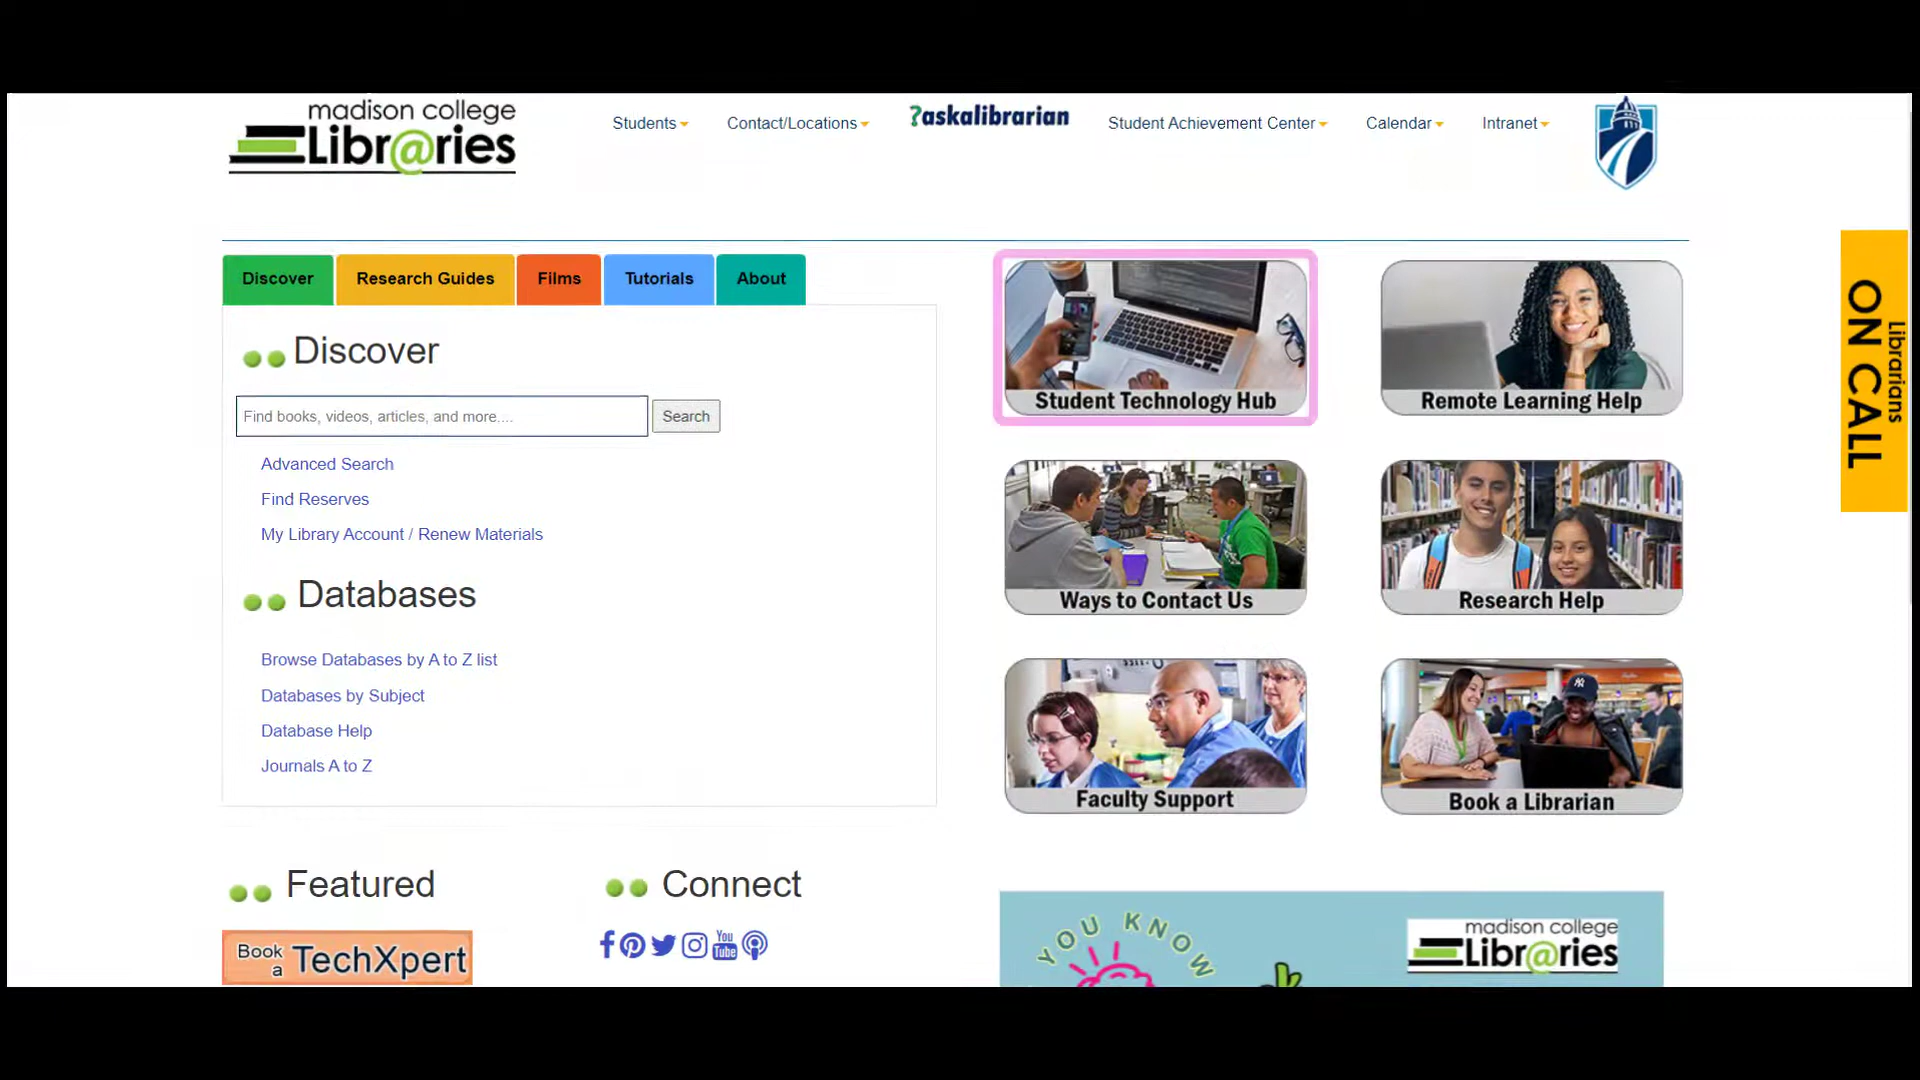 madison college
Libr@ries
Students
Contact/Locations
?askalibrarian
Student Achievement Center
Calendar
Intranet
Discover
Research Guides
Films
Tutorials
About
Discover
Find books, videos, articles, and more....
Search
Advanced Search
Find Reserves
My Library Account / Renew Materials
Databases
Browse Databases by A to Z list
Databases by Subject
Database Help
Journals A to Z
Student Technology Hub
Remote Learning Help
Ways to Contact Us
Research Help
Faculty Support
Book a Librarian
Librarians
ON CALL
Featured
Book
a
TechXpert
Connect
You
Tube
YOU KNOW
madison college
Libr@ries